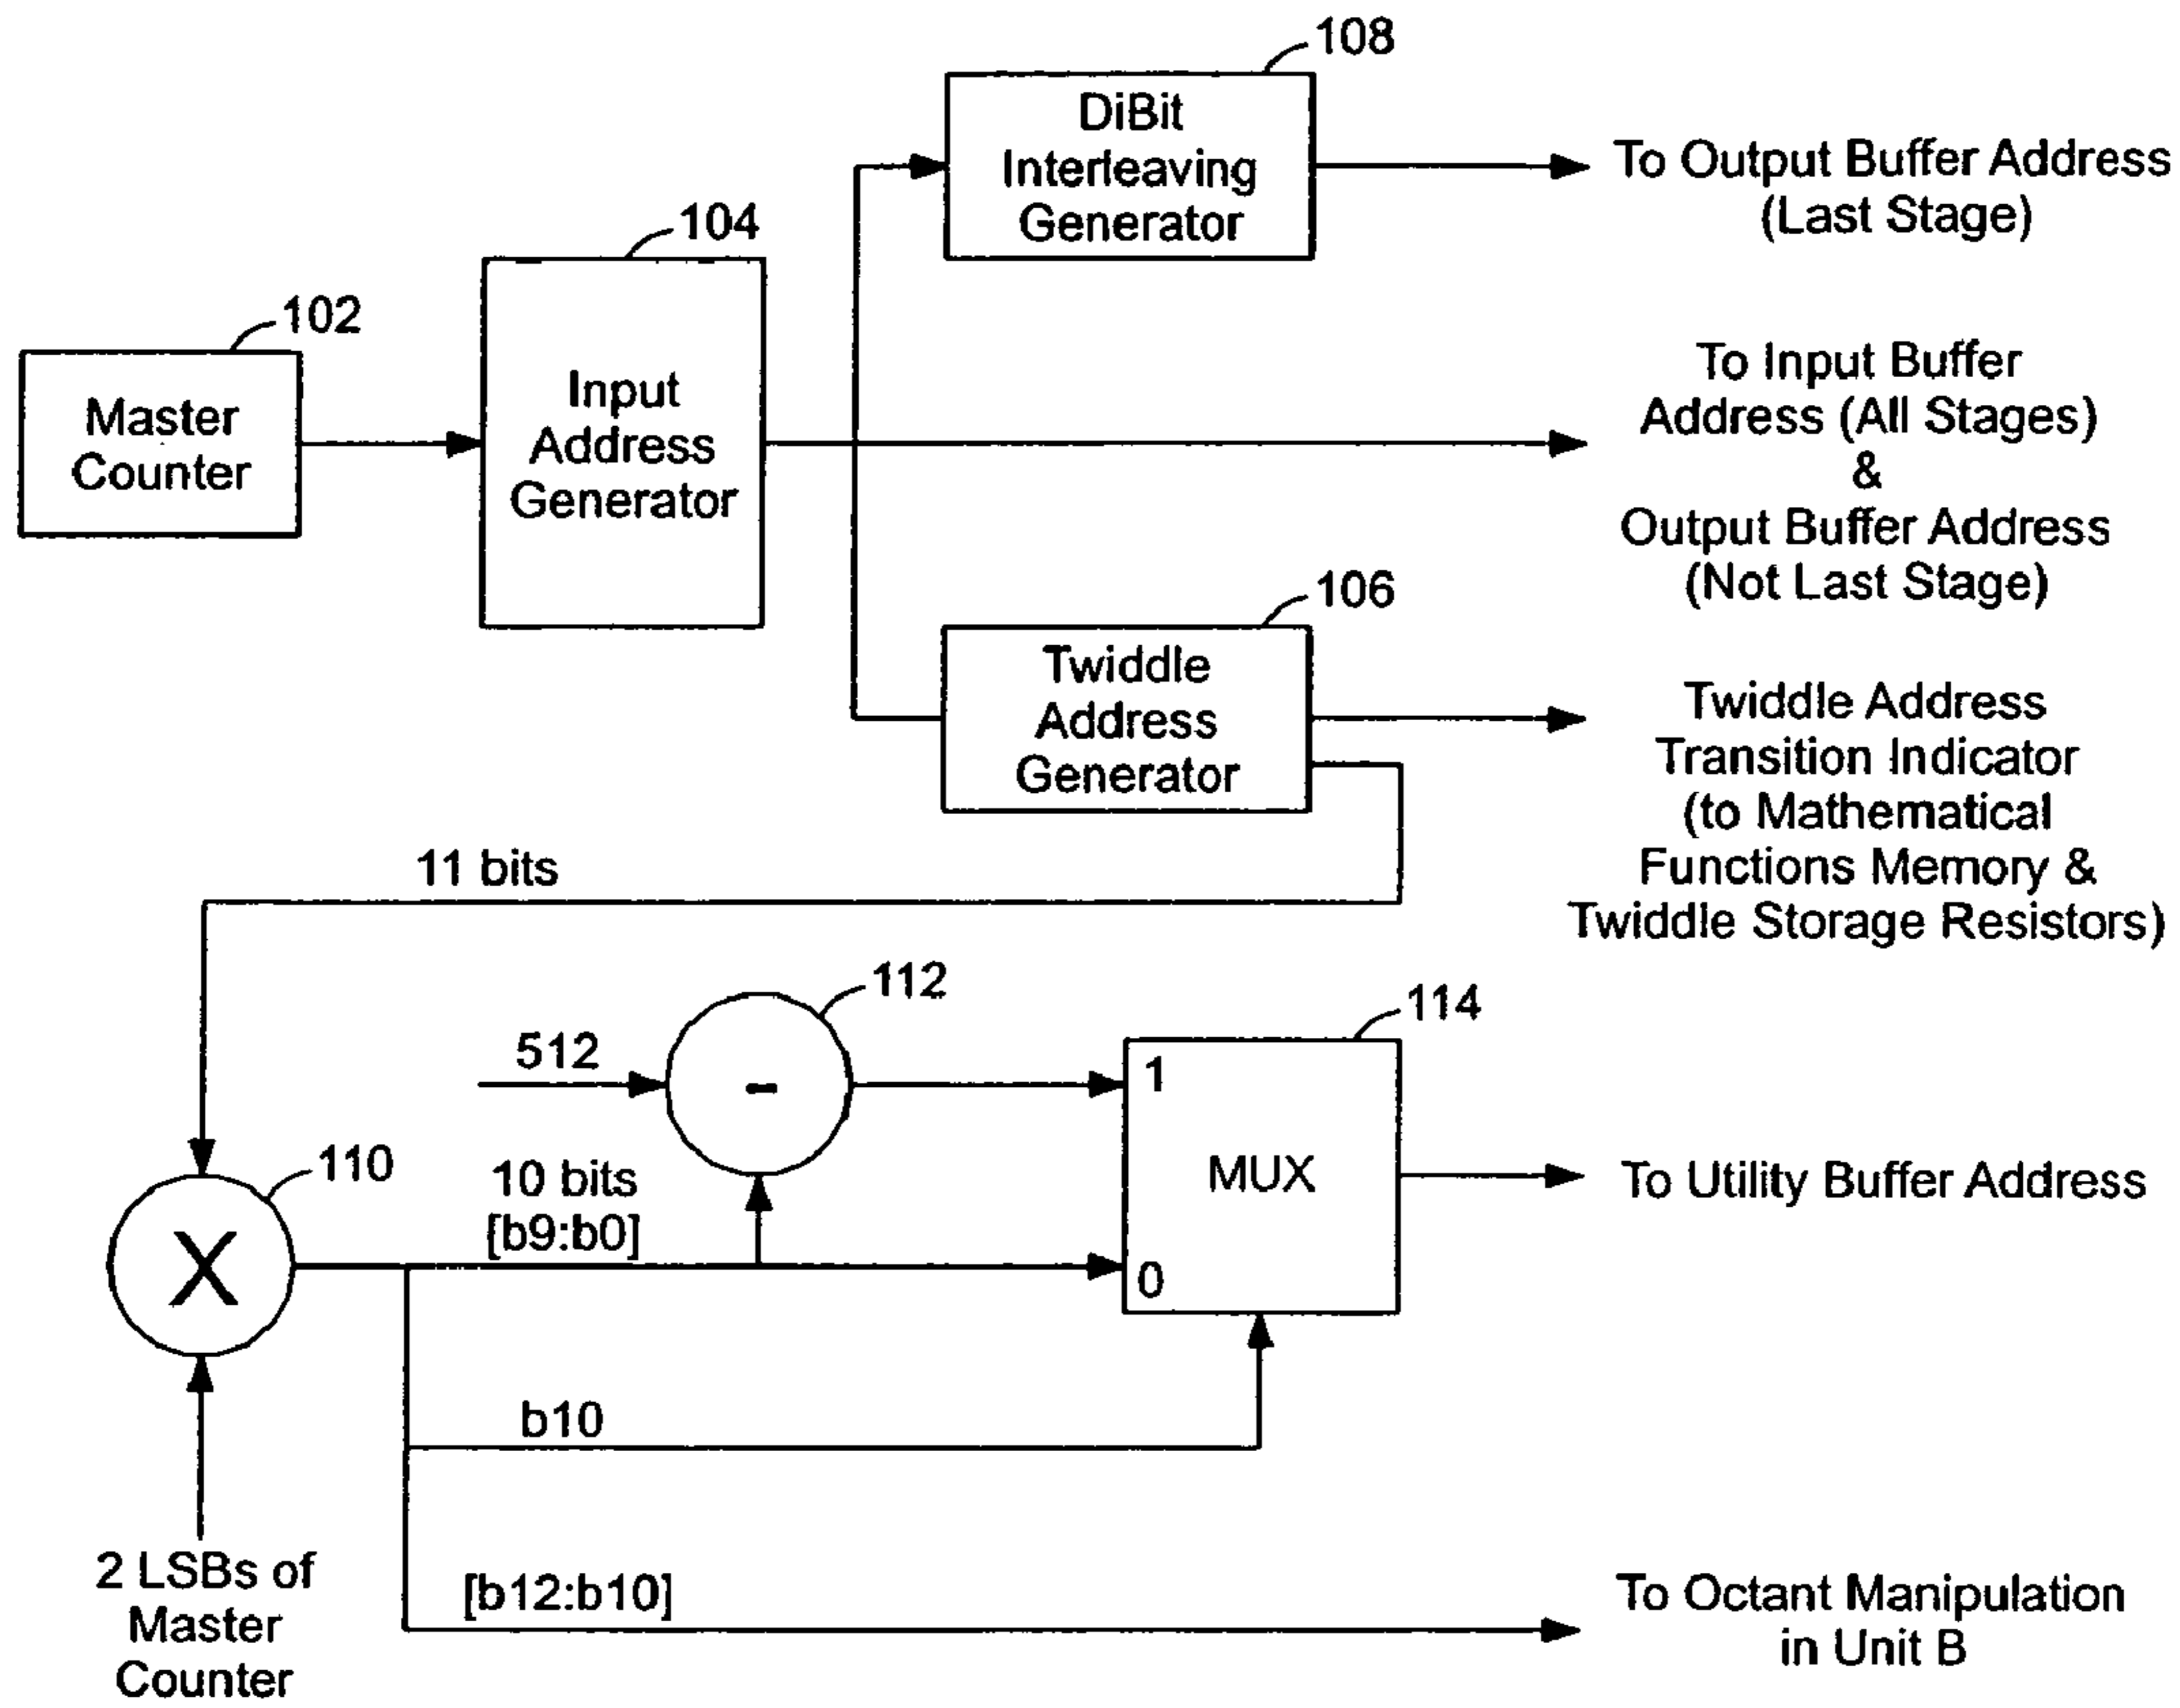 108
DiBit
Interleaving
Generator
To Output Buffer Address
(Last Stage)
104
102
Master
Counter
Input
Address
Generator
To Input Buffer
Address (All Stages)
&
Output Buffer Address
(Not Last Stage)
106
Twiddle
Address
Generator
Twiddle Address
Transition Indicator
(to Mathematical
Functions Memory &
Twiddle Storage Resistors)
11 bits
112
114
512
-
1
110
10 bits
[b9:b0]
MUX
To Utility Buffer Address
X
0
b10
2 LSBs of
Master
Counter
[b12:b10]
To Octant Manipulation
in Unit B